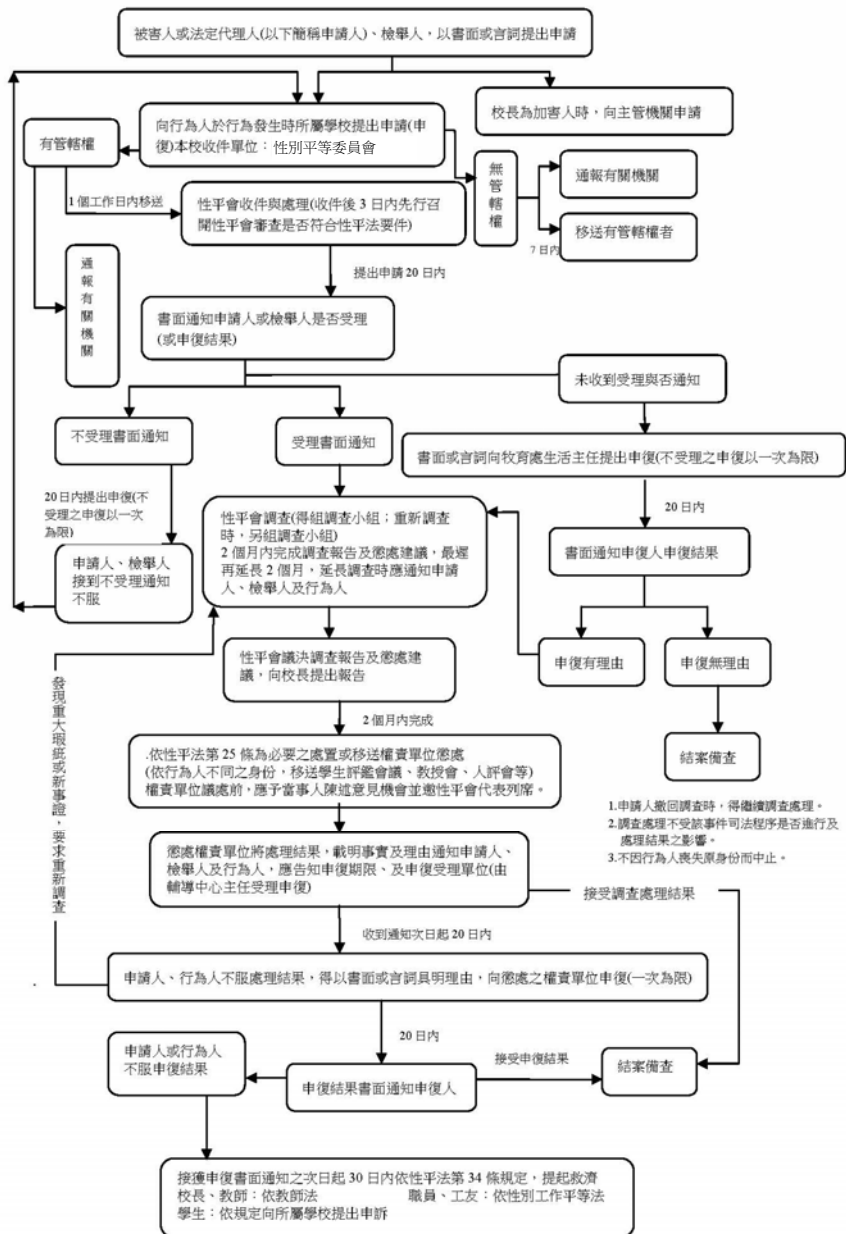 被害人或法定代理人(以下簡稱申請人)、檢舉人，以書面或言詞提出申請
校長為加害人時，向主管機關申請
向行為人於行為發生時所屬學校提出申請(申
復)本校收件單位：性別平等委員會
有管轄權
無管轄權
通報有關機關
移送有管轄權者
7日內
1個工作日內移送
性平會收件與處理(收件後 3 日內先行召
開性平會審查是否符合性平法要件)
通報有關機關
提出申請 20 日內
書面通知申請人或檢舉人是否受理
(或申復結果)
未收到受理與否通知
不受理書面通知
受理書面通知
書面或言詞向牧育處生活主任提出申復(不受理之申復以一次為限)
20日內提出申復(不
受理之申復以一次
為限)
20 日內
性平會調查(得組調查小組；重新調查
時，另組調查小組)
2 個月內完成調查報告及懲處建議，最遲
再延長 2 個月，延長調查時應通知申請
人、檢舉人及行為人
書面通知申復人申復結果
申請人、檢舉人
接到不受理通知
不服
申復有理由
申復無理由
性平會議決調查報告及懲處建
議，向校長提出報告
2 個月內完成
結案備查
.依性平法第 25 條為必要之處置或移送權責單位懲處
(依行為人不同之身份，移送學生評鑑會議、教授會、人評會等)
權責單位議處前，應予當事人陳述意見機會並邀性平會代表列席。
發現重大瑕疵或新事證，要求重新調查
1.申請人撤回調查時，得繼續調查處理。
2.調查處理不受該事件司法程序是否進行及
處理結果之影響。
3.不因行為人喪失原身份而中止。
懲處權責單位將處理結果，載明事實及理由通知申請人、
檢舉人及行為人，應告知申復期限、及申復受理單位(由
輔導中心主任受理申復)
接受調查處理結果
收到通知次日起 20 日內
申請人、行為人不服處理結果，得以書面或言詞具明理由，向懲處之權責單位申復(一次為限)
20 日內
申請人或行為人
不服申復結果
申復結果書面通知申復人
接受申復結果
結案備查
接獲申復書面通知之次日起 30 日內依性平法第 34 條規定，提起救濟
校長、教師：依教師法 職員、工友：依性別工作平等法
學生：依規定向所屬學校提出申訴